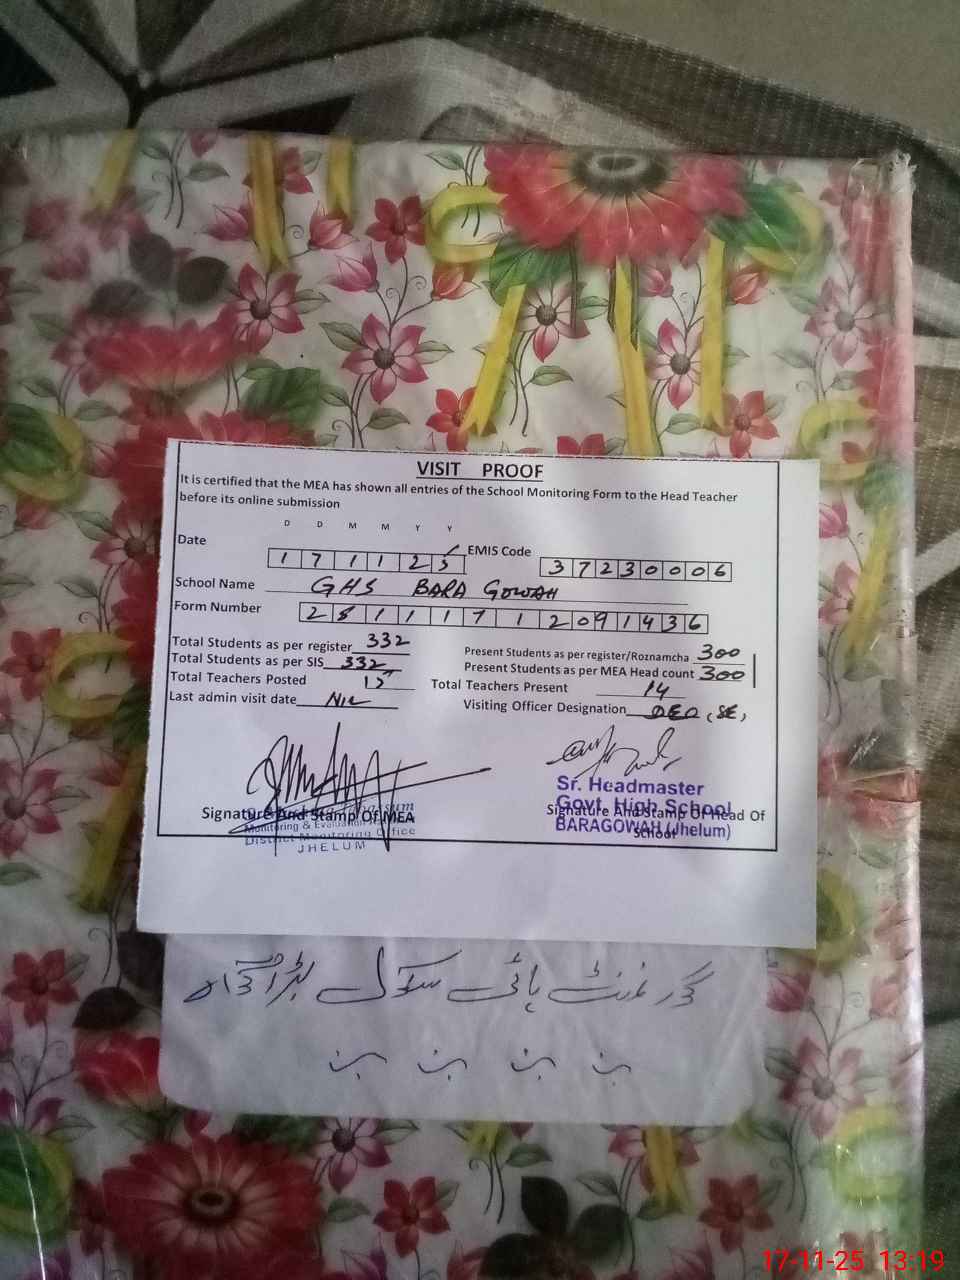 VISIT PROOF
It is certified that the MEA has shown all entries of the School Monitoring Form to the Head Teacher
before its online submission
D D M M Y Y
Date 1 7 1 1 2 5 EMIS Code 3 7 2 3 0 0 0 6
School Name GHS BARA GOWAH
Form Number 2 5 1 1 1 7 1 2 0 9 1 4 3 6
Total Students as per register 332 Present Students as per register/Roznamcha 300
Total Students as per SIS 332 Present Students as per MEA Head count 300
Total Teachers Posted 15 Total Teachers Present 14
Last admin visit date Nil Visiting Officer Designation DEO (SE)
Sr. Headmaster
Govt. High School
Signature And Stamp Of MEA Signature And Stamp Of Head Of
School
BARAGOWAH (Jhelum)
Monitoring & Evaluation
District Monitoring Office
JHELUM
گورنمنٹ ہائی سکول بڑا گواہ
17-11-25 13:19